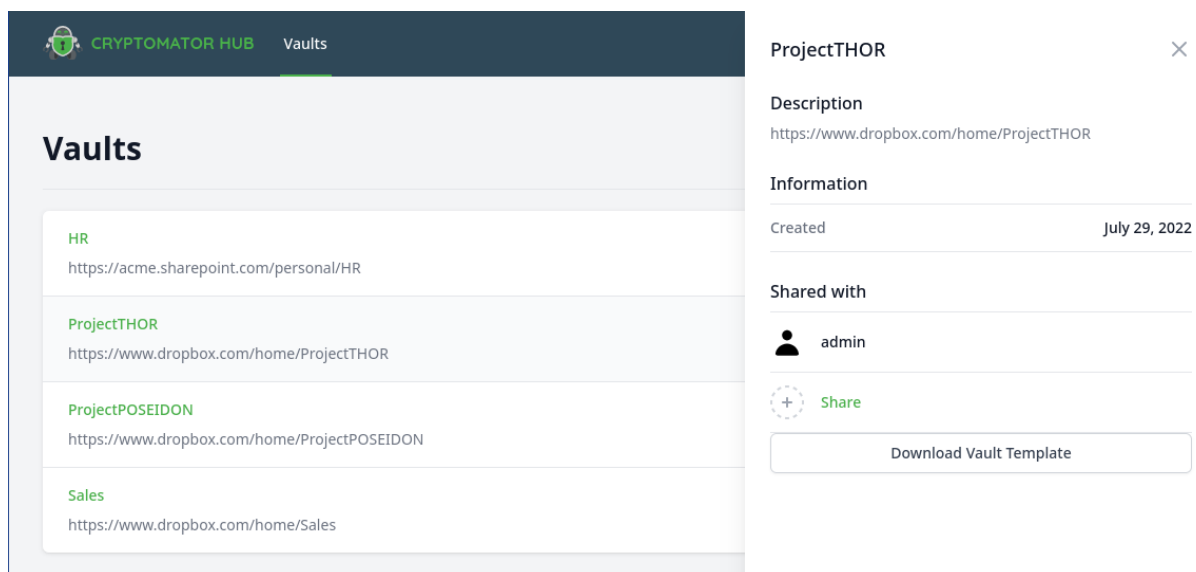 CRYPTOMATOR HUB
Vaults
Vaults
HR
https://acme.sharepoint.com/personal/HR
ProjectTHOR
https://www.dropbox.com/home/ProjectTHOR
ProjectPOSEIDON
https://www.dropbox.com/home/ProjectPOSEIDON
Sales
https://www.dropbox.com/home/Sales
ProjectTHOR
Description
https://www.dropbox.com/home/ProjectTHOR
Information
Created July 29, 2022
Shared with
admin
Share
Download Vault Template